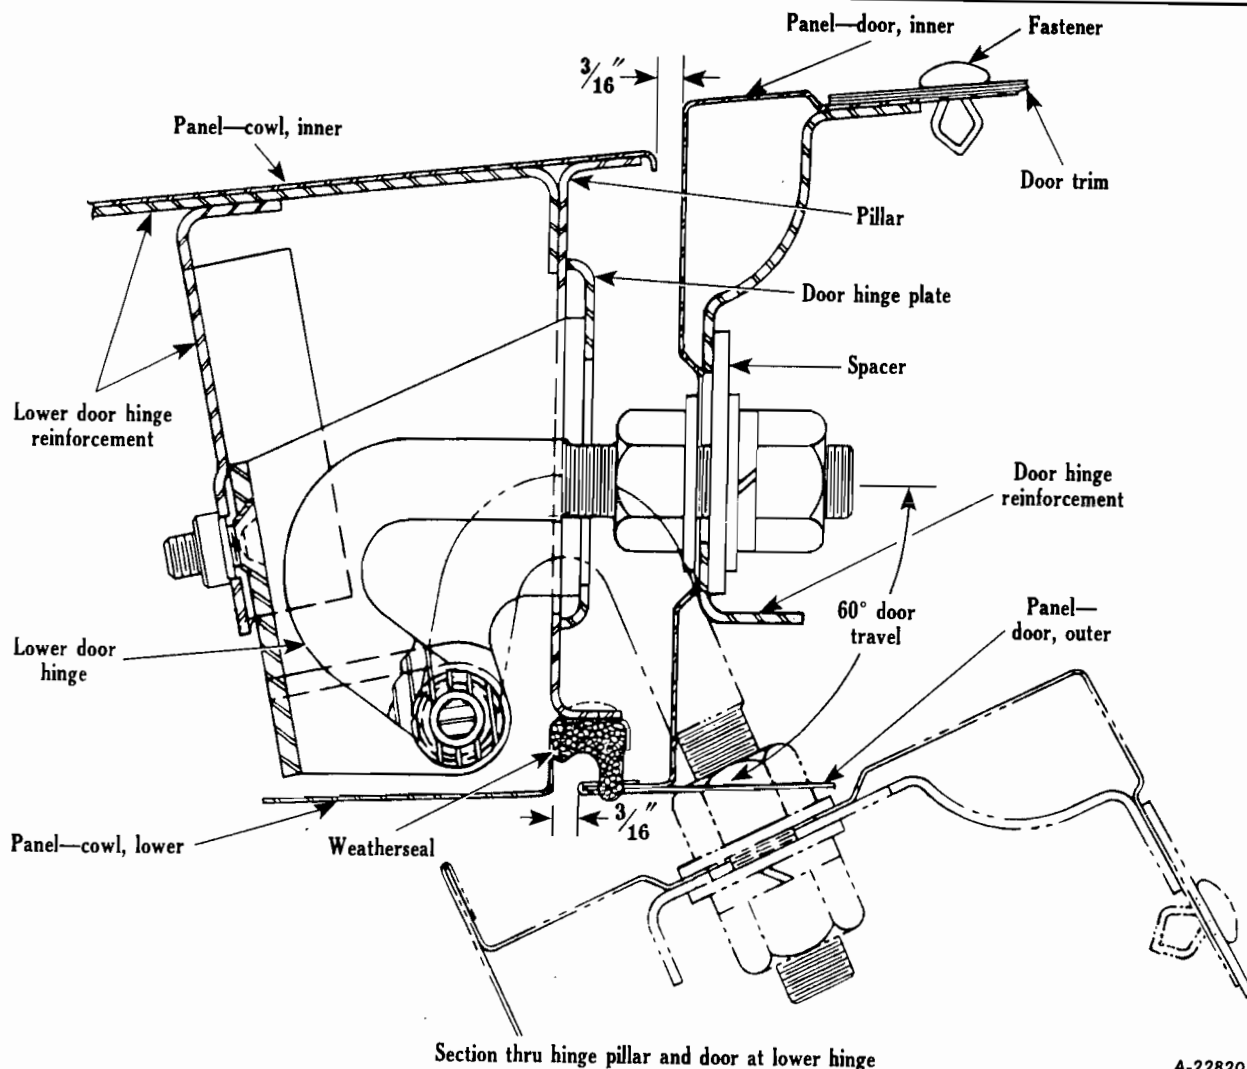 Panel—door, inner
Fastener
3/16″
Panel—cowl, inner
Door trim
Pillar
Door hinge plate
Spacer
Lower door hinge
reinforcement
Door hinge
reinforcement
60° door
travel
Panel—
door, outer
Lower door
hinge
3/16″
Panel—cowl, lower
Weatherseal
Section thru hinge pillar and door at lower hinge
A-22820